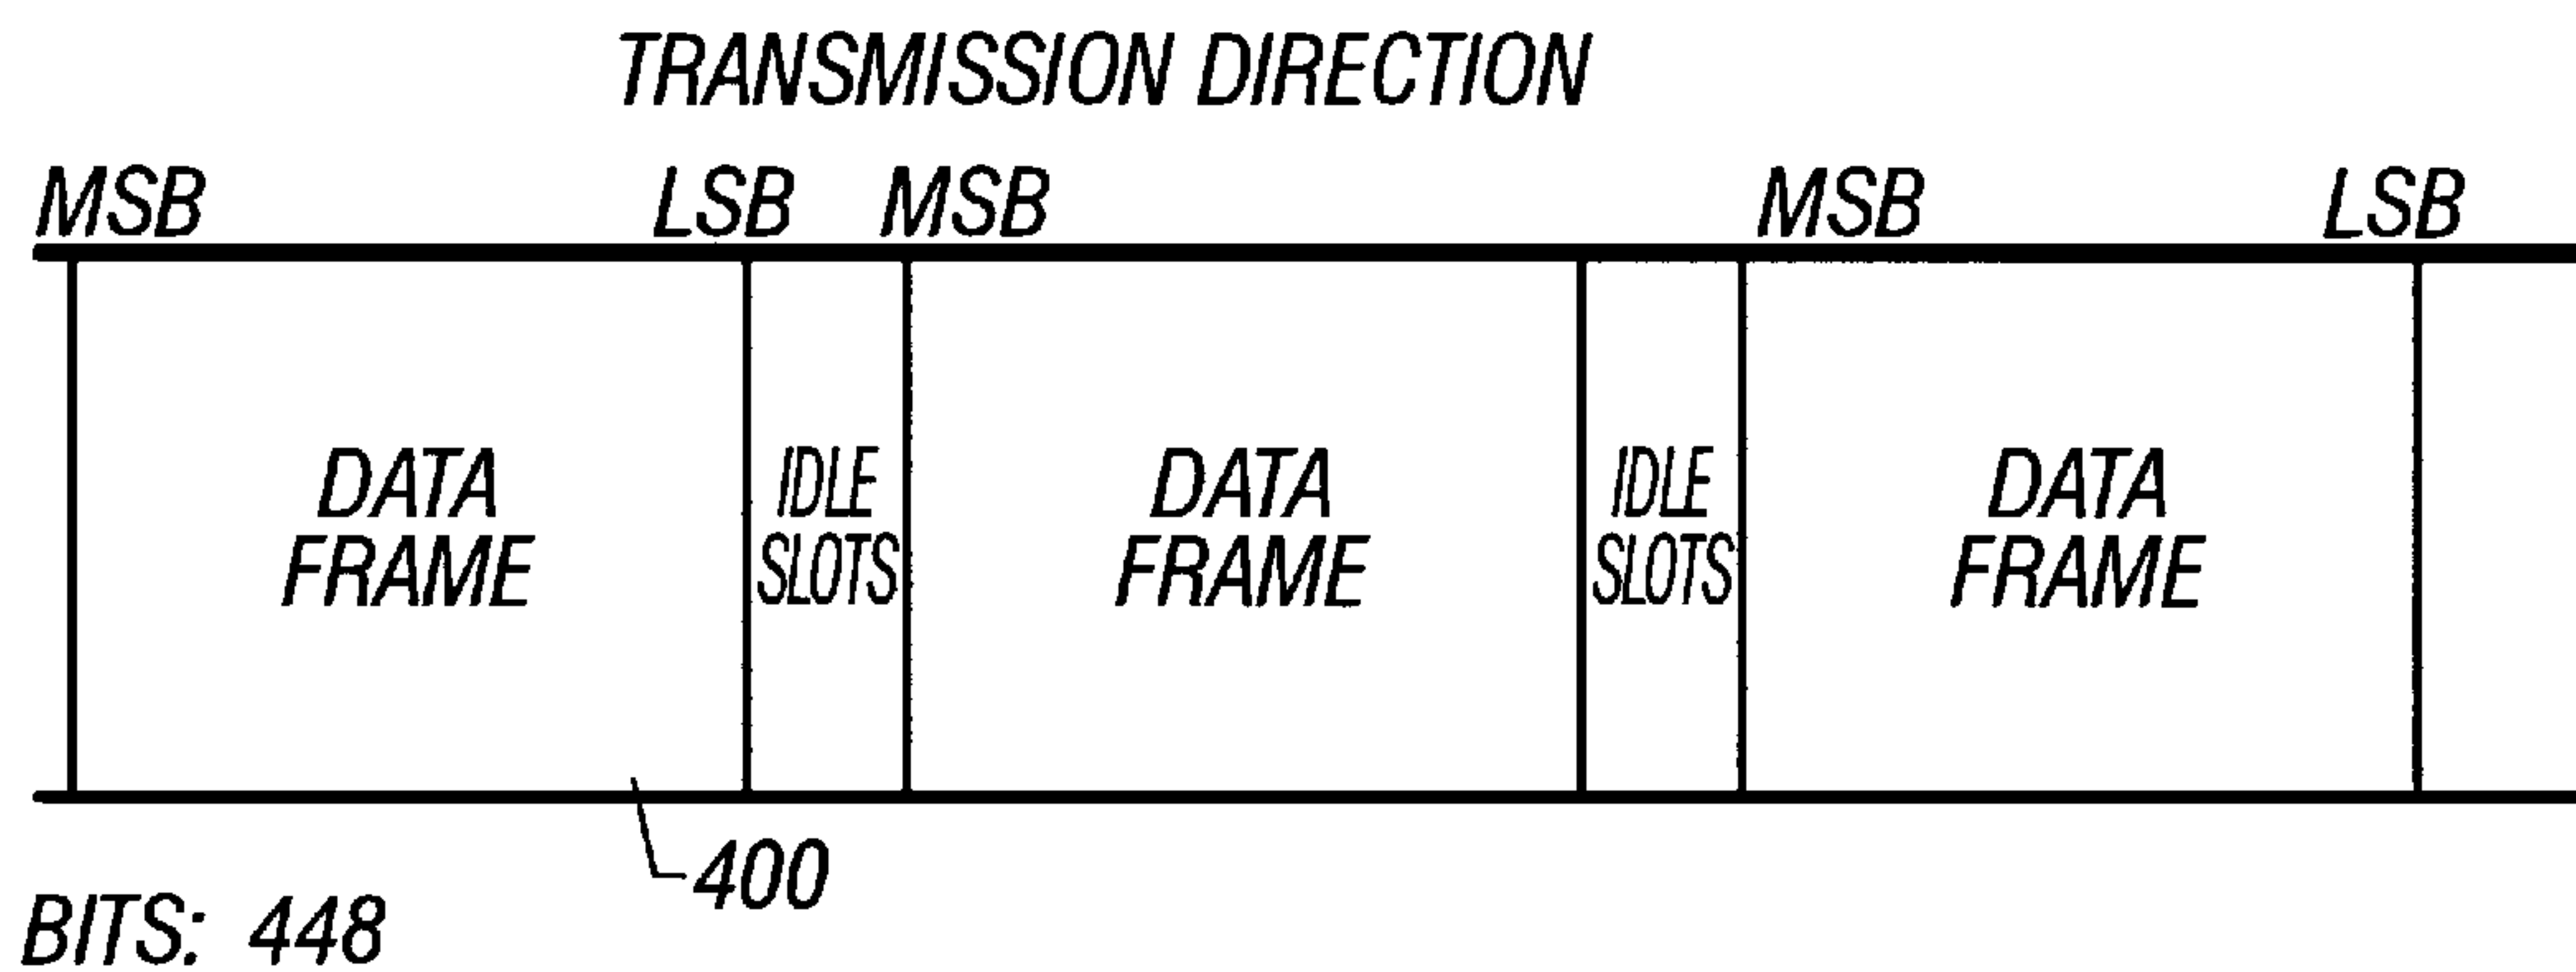 TRANSMISSION DIRECTION
MSB LSB MSB MSB LSB
DATA FRAME
IDLE SLOTS
DATA FRAME
IDLE SLOTS
DATA FRAME
400
BITS: 448